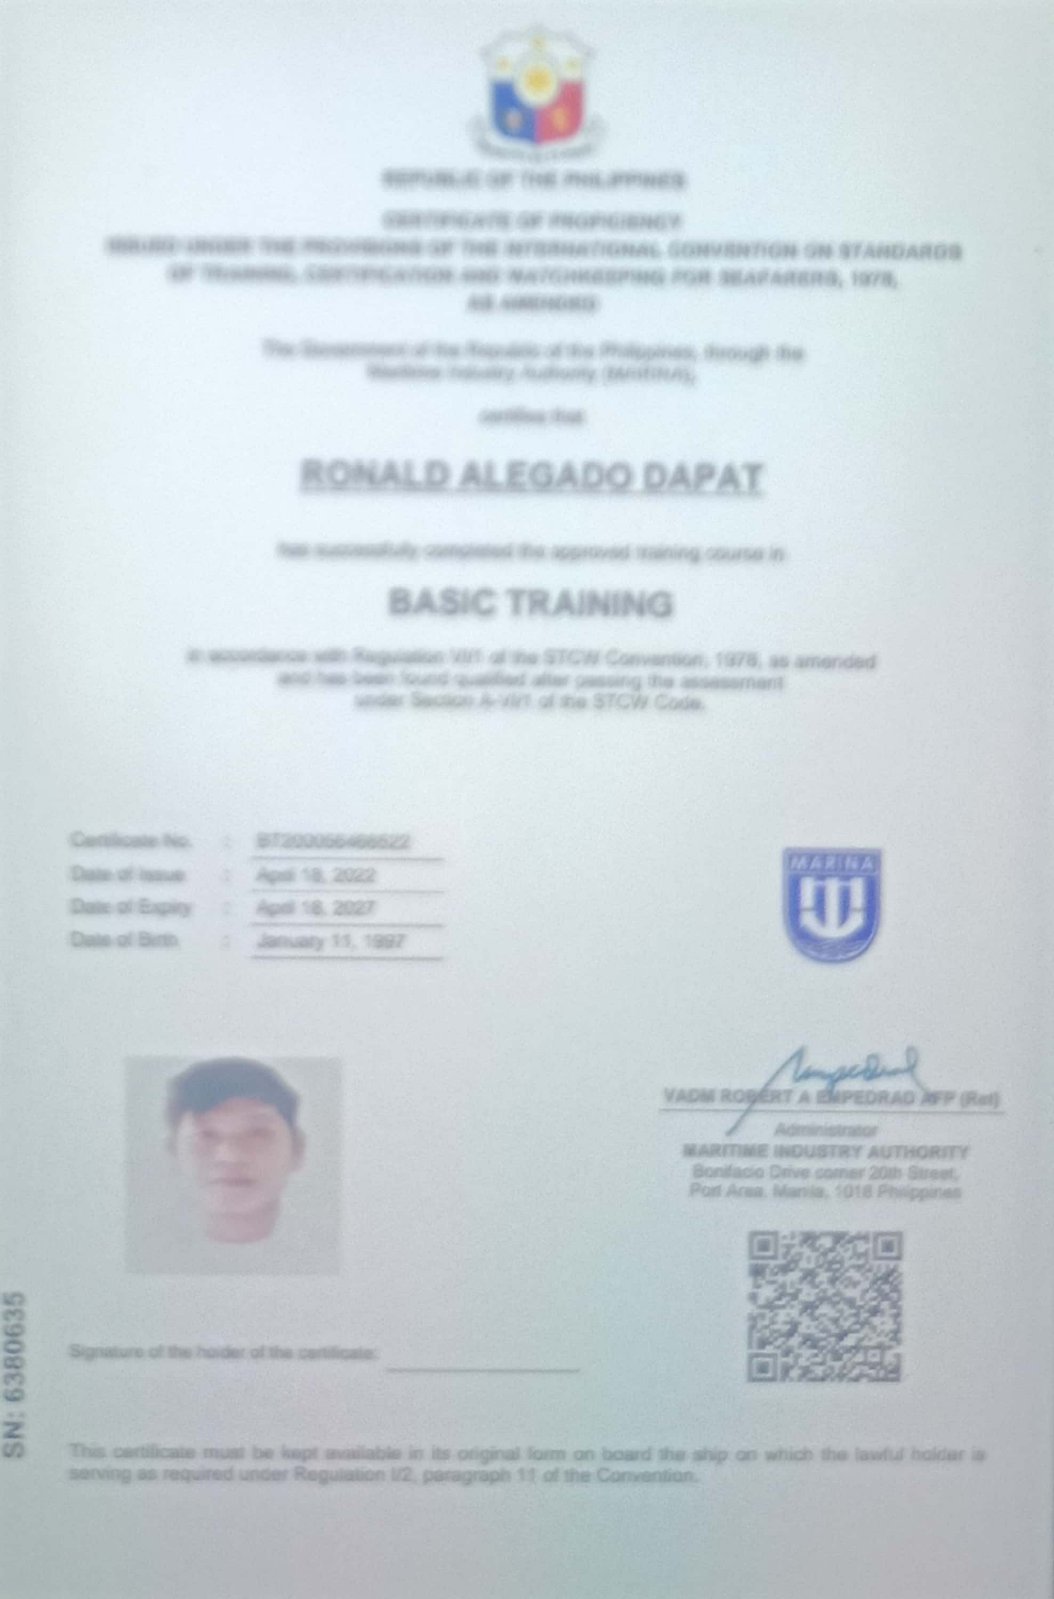 REPUBLIC OF THE PHILIPPINES
CERTIFICATE OF PROFICIENCY
ISSUED UNDER THE PROVISIONS OF THE INTERNATIONAL CONVENTION ON STANDARDS
OF TRAINING, CERTIFICATION AND WATCHKEEPING FOR SEAFARERS, 1978,
AS AMENDED
The Government of the Republic of the Philippines, through the
Maritime Industry Authority (MARINA),
certifies that
RONALD ALEGADO DAPAT
has successfully completed the approved training course in
BASIC TRAINING
in accordance with Regulation VI/1 of the STCW Convention, 1978, as amended
and has been found qualified after passing the assessment
under Section A-VI/1 of the STCW Code.
Certificate No. :
Date of Issue : April 18, 2022
Date of Expiry : April 18, 2027
Date of Birth : January 11, 1997
MARINA
VADM ROBERT A EMPEDRAD AFP (Ret)
Administrator
MARITIME INDUSTRY AUTHORITY
Bonifacio Drive corner 20th Street,
Port Area, Manila, 1018 Philippines
SN: 6380635
Signature of the holder of the certificate:
This certificate must be kept available in its original form on board the ship on which the lawful holder is
serving as required under Regulation I/2, paragraph 11 of the Convention.